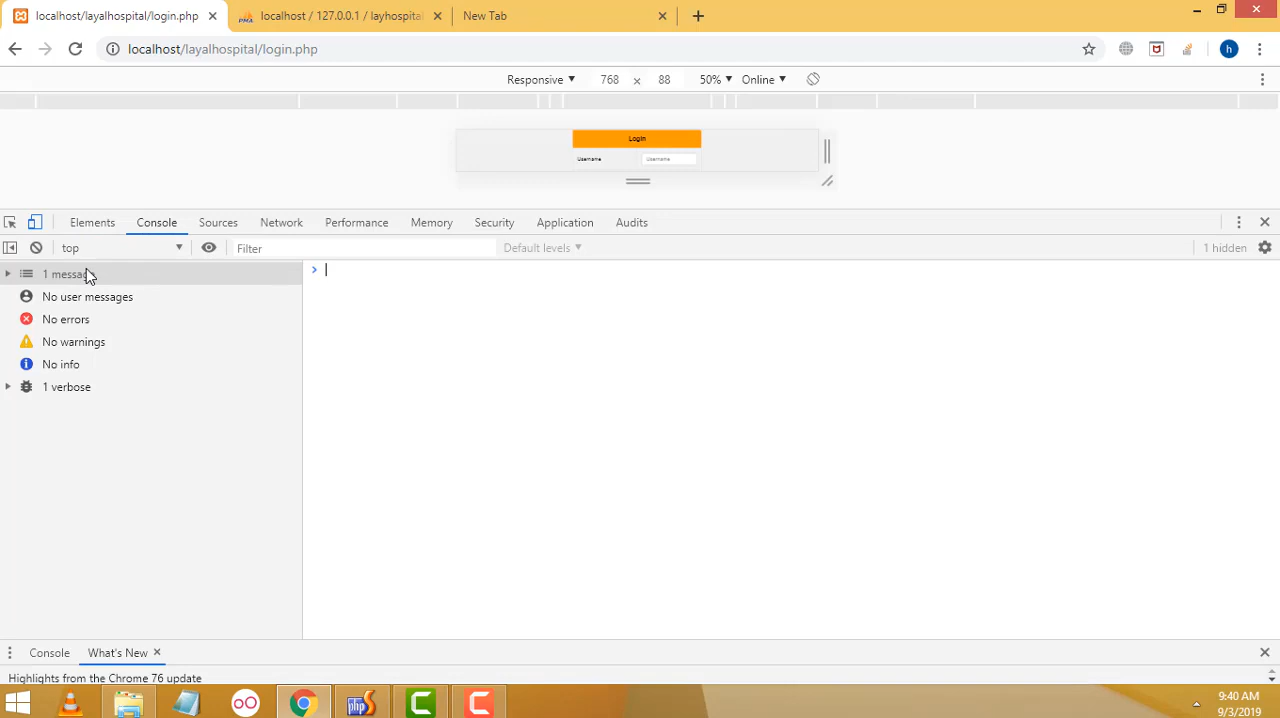 localhost/layalhospital/login.php
localhost / 127.0.0.1 / layhospital
New Tab
localhost/layalhospital/login.php
h
Responsive 768 × 88 50% Online
Login
Username Username
Elements Console Sources Network Performance Memory Security Application Audits
top Filter Default levels 1 hidden
1 message
No user messages
No errors
No warnings
No info
1 verbose
Console What's New
Highlights from the Chrome 76 update
9:40 AM
9/3/2019